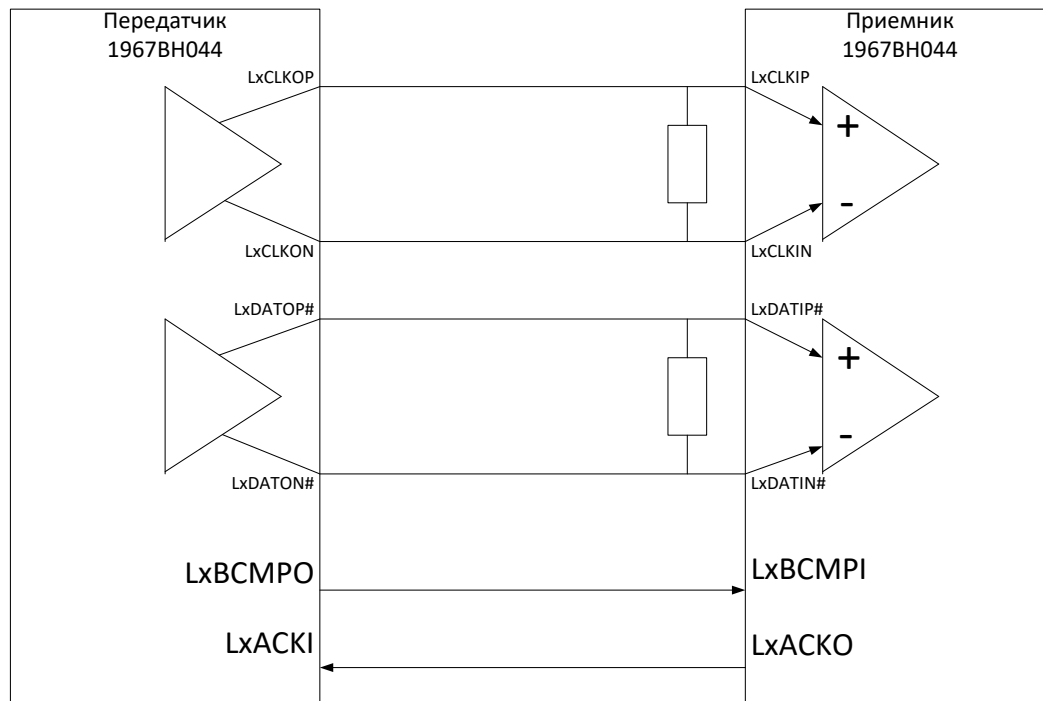 Передатчик
1967ВН044
Приемник
1967ВН044
LxCLKOP
LxCLKIP
+
-
LxCLKON
LxCLKIN
LxDATOP#
LxDATIP#
+
-
LxDATON#
LxDATIN#
LxBCMPO
LxBCMPI
LxACKI
LxACKO